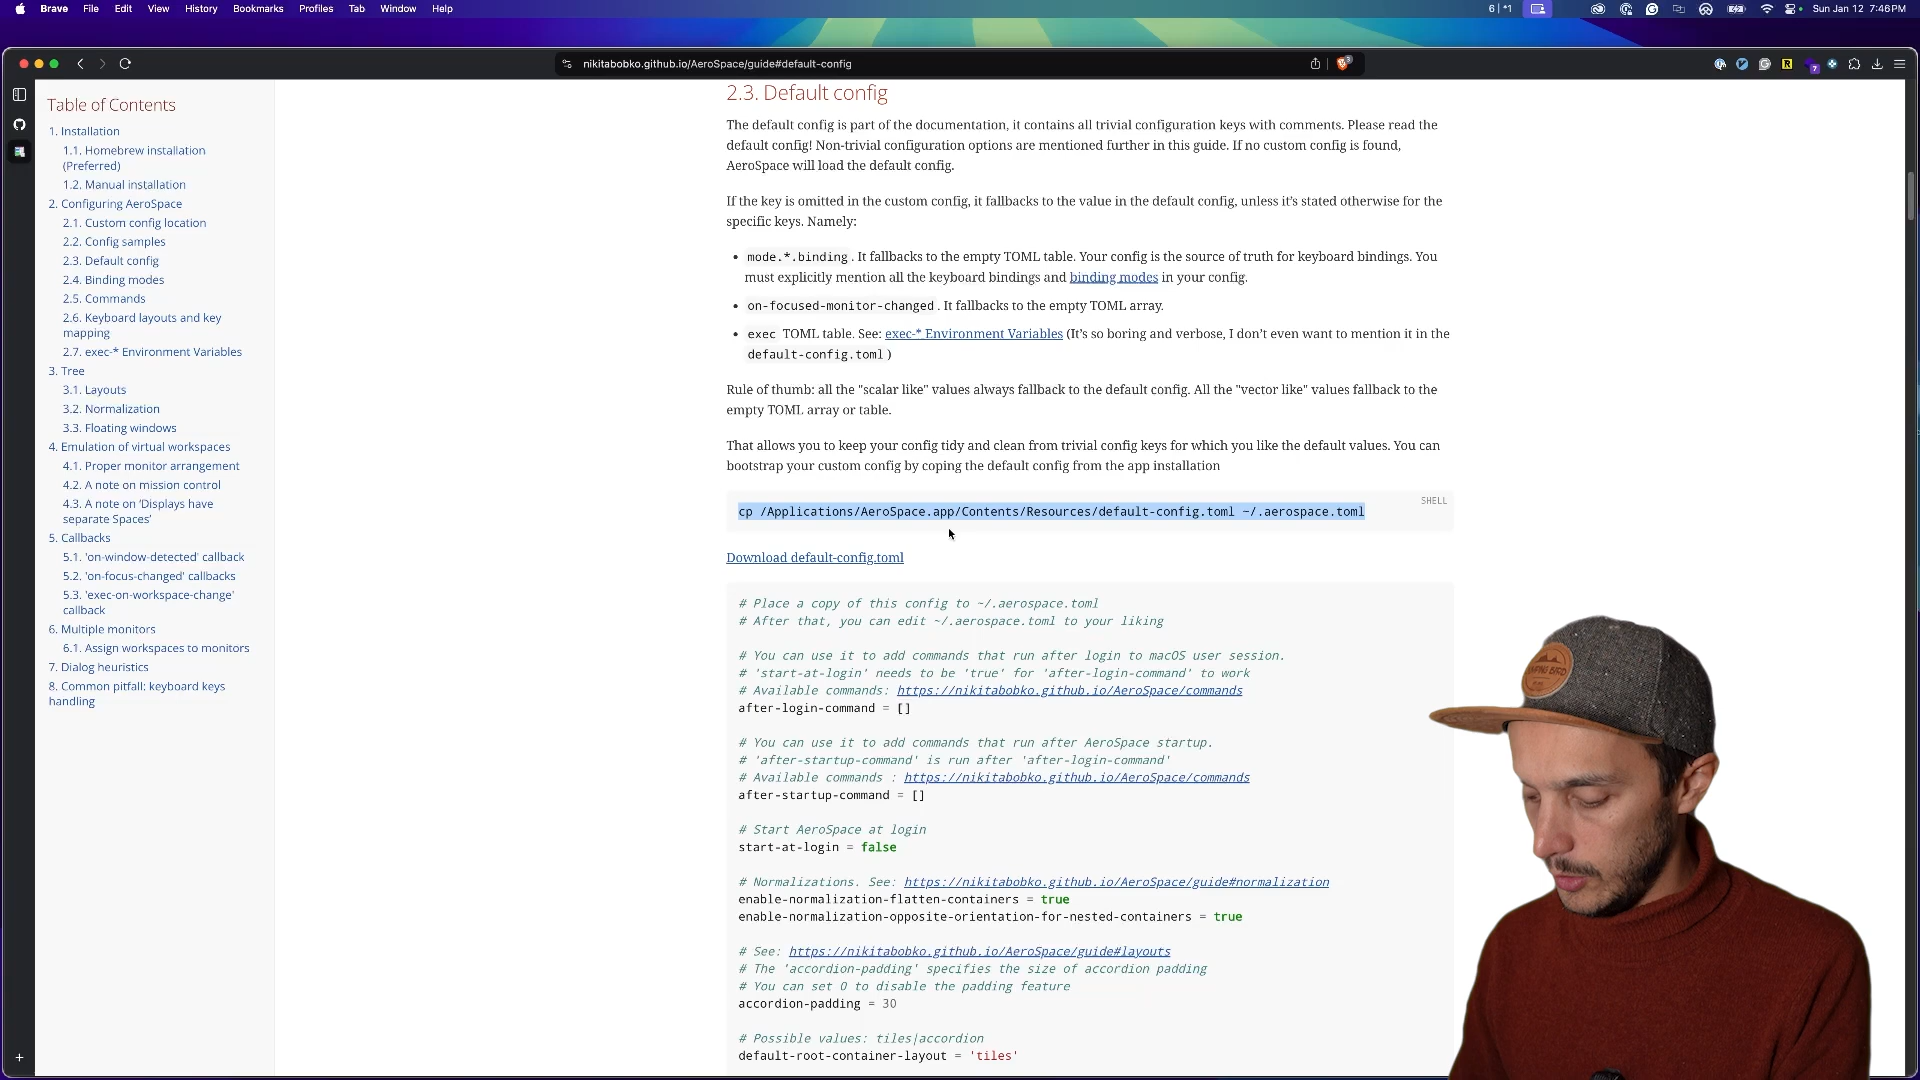 Brave File Edit View History Bookmarks Profiles Tab Window Help
6 | *1
Sun Jan 12 7:46 PM
nikitabobko.github.io/AeroSpace/guide#default-config
Table of Contents
1. Installation
1.1. Homebrew installation
(Preferred)
1.2. Manual installation
2. Configuring AeroSpace
2.1. Custom config location
2.2. Config samples
2.3. Default config
2.4. Binding modes
2.5. Commands
2.6. Keyboard layouts and key
mapping
2.7. exec-* Environment Variables
3. Tree
3.1. Layouts
3.2. Normalization
3.3. Floating windows
4. Emulation of virtual workspaces
4.1. Proper monitor arrangement
4.2. A note on mission control
4.3. A note on ‘Displays have
separate Spaces’
5. Callbacks
5.1. 'on-window-detected' callback
5.2. 'on-focus-changed' callbacks
5.3. 'exec-on-workspace-change'
callback
6. Multiple monitors
6.1. Assign workspaces to monitors
7. Dialog heuristics
8. Common pitfall: keyboard keys
handling
2.3. Default config
The default config is part of the documentation, it contains all trivial configuration keys with comments. Please read the
default config! Non-trivial configuration options are mentioned further in this guide. If no custom config is found,
AeroSpace will load the default config.
If the key is omitted in the custom config, it fallbacks to the value in the default config, unless it’s stated otherwise for the
specific keys. Namely:
• mode.*.binding . It fallbacks to the empty TOML table. Your config is the source of truth for keyboard bindings. You
must explicitly mention all the keyboard bindings and binding modes in your config.
• on-focused-monitor-changed . It fallbacks to the empty TOML array.
• exec TOML table. See: exec-* Environment Variables (It’s so boring and verbose, I don’t even want to mention it in the
default-config.toml )
Rule of thumb: all the "scalar like" values always fallback to the default config. All the "vector like" values fallback to the
empty TOML array or table.
That allows you to keep your config tidy and clean from trivial config keys for which you like the default values. You can
bootstrap your custom config by coping the default config from the app installation
SHELL
cp /Applications/AeroSpace.app/Contents/Resources/default-config.toml ~/.aerospace.toml
Download default-config.toml
# Place a copy of this config to ~/.aerospace.toml
# After that, you can edit ~/.aerospace.toml to your liking
# You can use it to add commands that run after login to macOS user session.
# 'start-at-login' needs to be 'true' for 'after-login-command' to work
# Available commands: https://nikitabobko.github.io/AeroSpace/commands
after-login-command = []
# You can use it to add commands that run after AeroSpace startup.
# 'after-startup-command' is run after 'after-login-command'
# Available commands : https://nikitabobko.github.io/AeroSpace/commands
after-startup-command = []
# Start AeroSpace at login
start-at-login = false
# Normalizations. See: https://nikitabobko.github.io/AeroSpace/guide#normalization
enable-normalization-flatten-containers = true
enable-normalization-opposite-orientation-for-nested-containers = true
# See: https://nikitabobko.github.io/AeroSpace/guide#layouts
# The 'accordion-padding' specifies the size of accordion padding
# You can set 0 to disable the padding feature
accordion-padding = 30
# Possible values: tiles|accordion
default-root-container-layout = 'tiles'